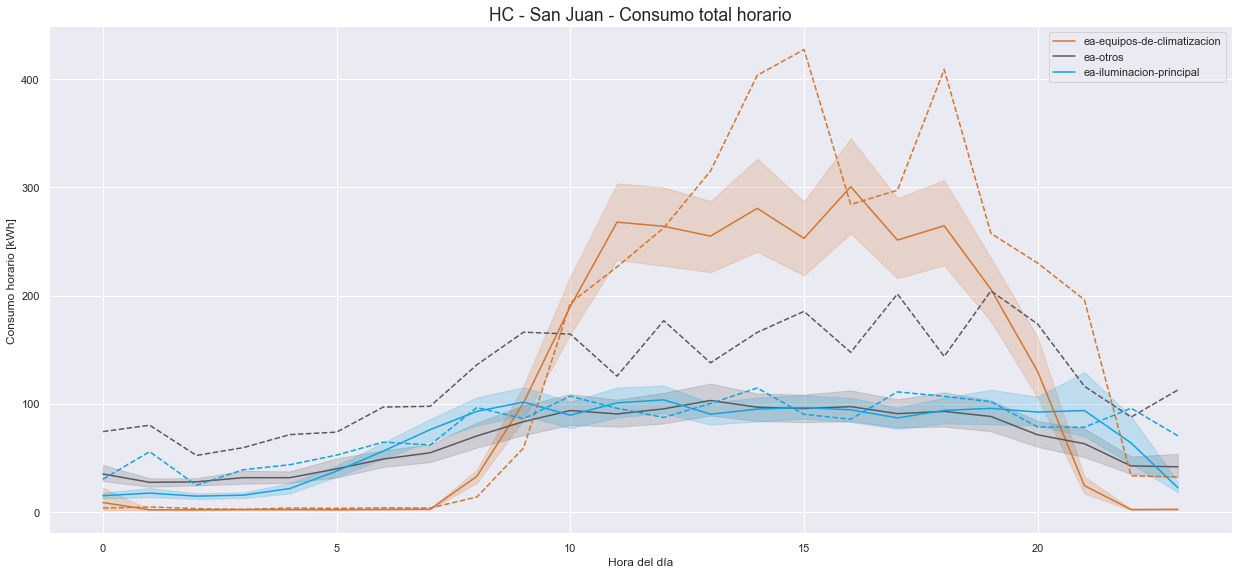 HC - San Juan - Consumo total horario
ea-equipos-de-climatizacion
ea-otros
ea-iluminacion-principal
Consumo horario [kWh]
400
300
200
100
0
0 5 10 15 20
Hora del día